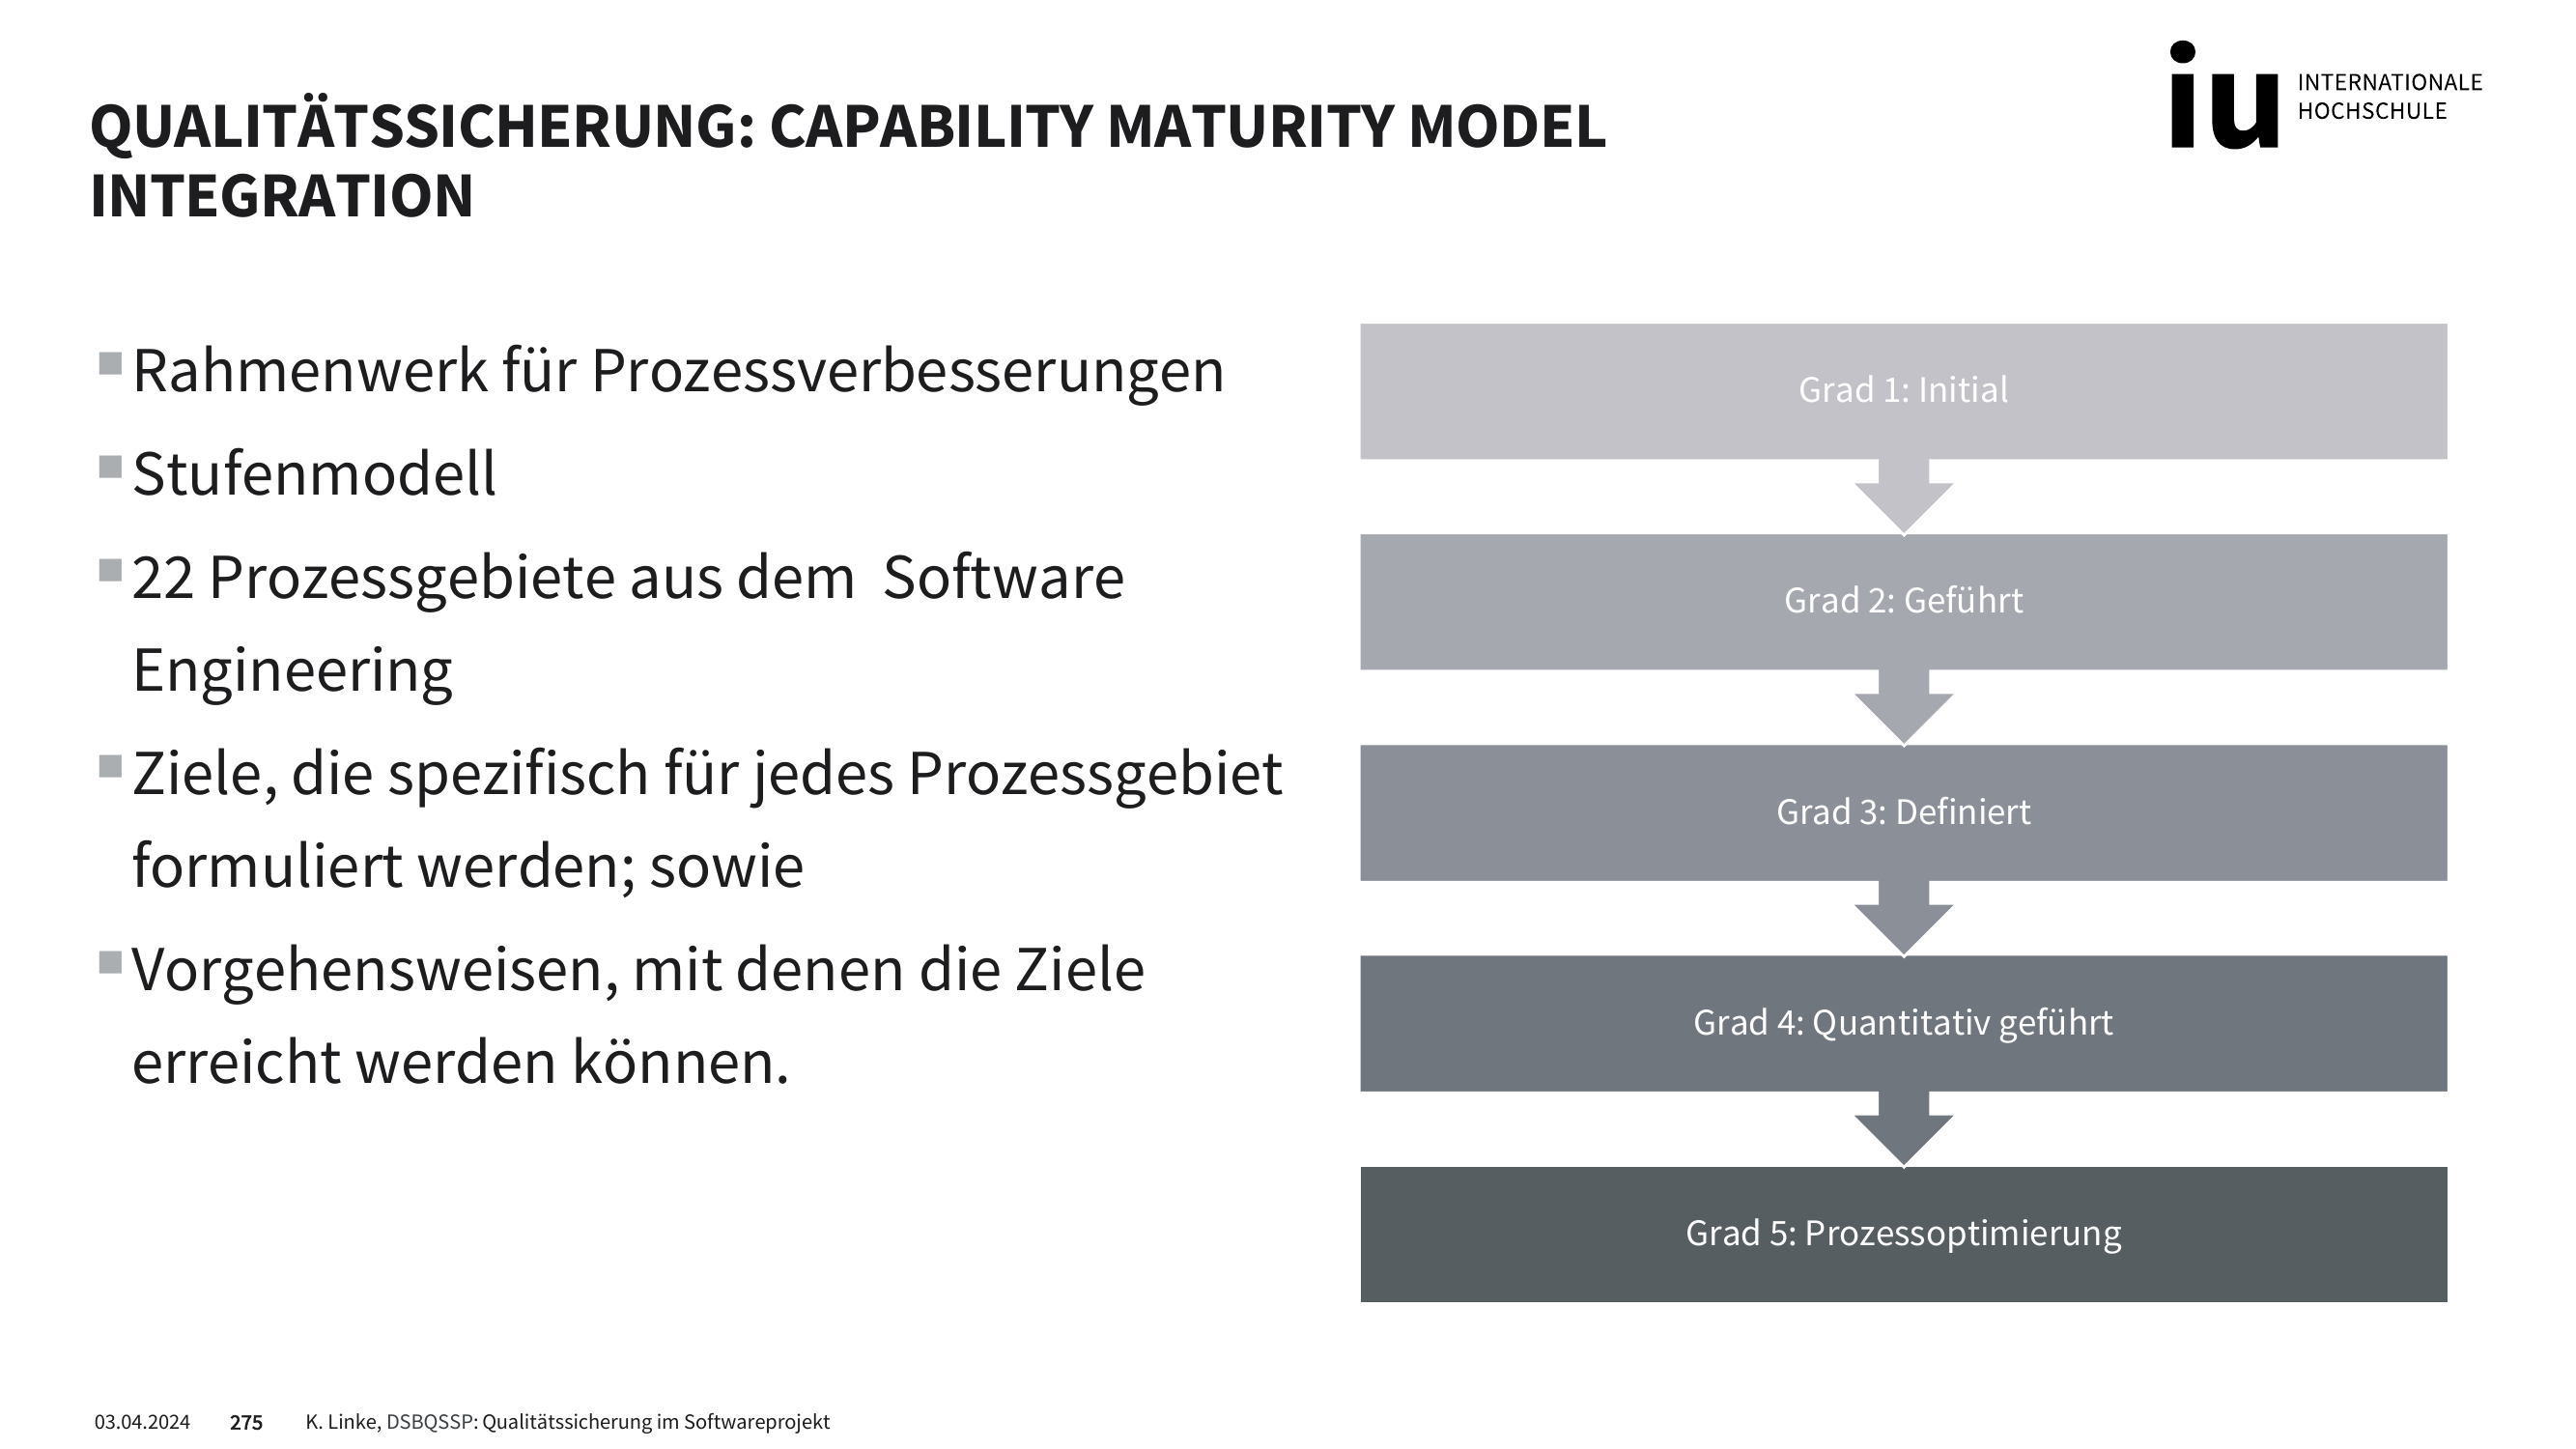 QUALITÄTSSICHERUNG: CAPABILITY MATURITY MODEL
INTEGRATION
iu INTERNATIONALE
HOCHSCHULE
Rahmenwerk für Prozessverbesserungen
Stufenmodell
22 Prozessgebiete aus dem  Software
Engineering
Ziele, die spezifisch für jedes Prozessgebiet
formuliert werden; sowie
Vorgehensweisen, mit denen die Ziele
erreicht werden können.
Grad 1: Initial
Grad 2: Geführt
Grad 3: Definiert
Grad 4: Quantitativ geführt
Grad 5: Prozessoptimierung
03.04.2024 275 K. Linke, DSBQSSP: Qualitätssicherung im Softwareprojekt